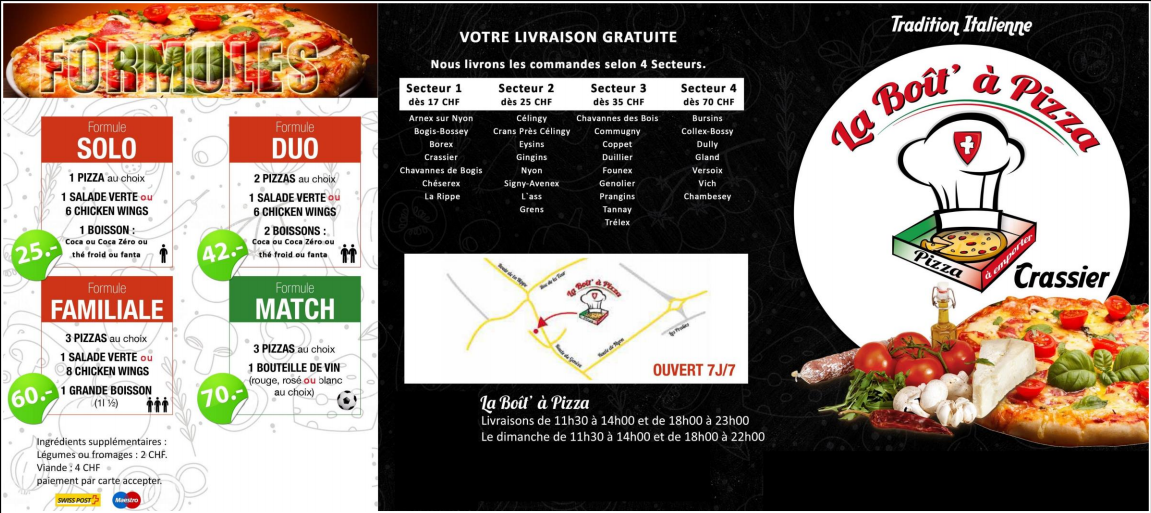 FORMULES
Formule
SOLO
1 PIZZA au choix
1 SALADE VERTE ou
6 CHICKEN WINGS
1 BOISSON :
Coca ou Coca Zéro ou
thé froid ou fanta
25.-
Formule
DUO
2 PIZZAS au choix
1 SALADE VERTE ou
6 CHICKEN WINGS
2 BOISSONS :
Coca ou Coca Zéro ou
thé froid ou fanta
42.-
Formule
FAMILIALE
3 PIZZAS au choix
1 SALADE VERTE ou
8 CHICKEN WINGS
1 GRANDE BOISSON
(1l ½)
60.-
Formule
MATCH
3 PIZZAS au choix
1 BOUTEILLE DE VIN
(rouge, rosé ou blanc
au choix)
70.-
Ingrédients supplémentaires :
Légumes ou fromages : 2 CHF.
Viande : 4 CHF
paiement par carte accepter.
SWISS POST
Maestro
VOTRE LIVRAISON GRATUITE
Nous livrons les commandes selon 4 Secteurs.
Secteur 1
dès 17 CHF
Arnex sur Nyon
Bogis-Bossey
Borex
Crassier
Chavannes de Bogis
Chéserex
La Rippe
Secteur 2
dès 25 CHF
Célingy
Crans Près Célingy
Eysins
Gingins
Nyon
Signy-Avenex
L`ass
Grens
Secteur 3
dès 35 CHF
Chavannes des Bois
Commugny
Coppet
Duillier
Founex
Genolier
Prangins
Tannay
Trélex
Secteur 4
dès 70 CHF
Bursins
Collex-Bossy
Dully
Gland
Versoix
Vich
Chambesey
Route de la Rippe
Rue de la Tour
La Boît' à Pizza
Route de Nyon
OUVERT 7J/7
La Boît' à Pizza
Livraisons de 11h30 à 14h00 et de 18h00 à 23h00
Le dimanche de 11h30 à 14h00 et de 18h00 à 22h00
Tradition Italienne
La Boît' à Pizza
Pizza
à emporter
Crassier